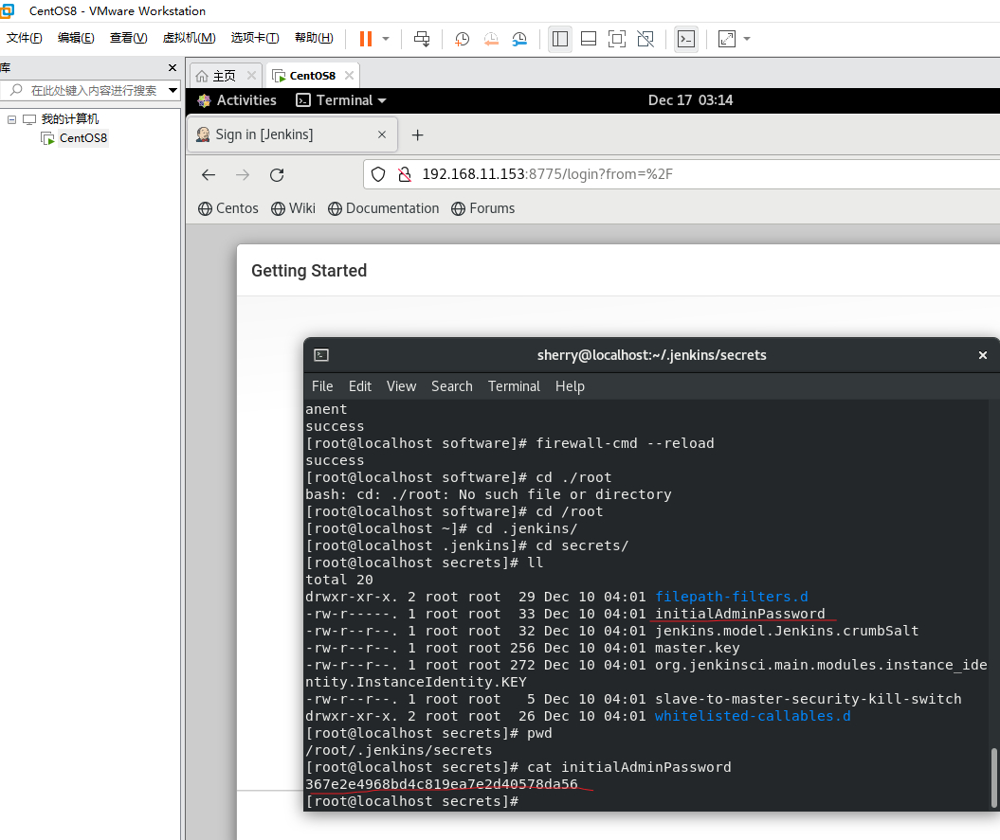 CentOS8 - VMware Workstation
文件(F) 编辑(E) 查看(V) 虚拟机(M) 选项卡(T) 帮助(H)
库
在此处键入内容进行搜索
我的计算机
CentOS8
主页 CentOS8
Activities Terminal Dec 17 03:14
Sign in [Jenkins]
192.168.11.153:8775/login?from=%2F
Centos Wiki Documentation Forums
Getting Started
sherry@localhost:~/.jenkins/secrets
File Edit View Search Terminal Help
anent
success
[root@localhost software]# firewall-cmd --reload
success
[root@localhost software]# cd ./root
bash: cd: ./root: No such file or directory
[root@localhost software]# cd /root
[root@localhost ~]# cd .jenkins/
[root@localhost .jenkins]# cd secrets/
[root@localhost secrets]# ll
total 20
drwxr-xr-x. 2 root root  29 Dec 10 04:01 filepath-filters.d
-rw-r-----. 1 root root  33 Dec 10 04:01 initialAdminPassword
-rw-r--r--. 1 root root  32 Dec 10 04:01 jenkins.model.Jenkins.crumbSalt
-rw-r--r--. 1 root root 256 Dec 10 04:01 master.key
-rw-r--r--. 1 root root 272 Dec 10 04:01 org.jenkinsci.main.modules.instance_ide
ntity.InstanceIdentity.KEY
-rw-r--r--. 1 root root   5 Dec 10 04:01 slave-to-master-security-kill-switch
drwxr-xr-x. 2 root root  26 Dec 10 04:01 whitelisted-callables.d
[root@localhost secrets]# pwd
/root/.jenkins/secrets
[root@localhost secrets]# cat initialAdminPassword
367e2e4968bd4c819ea7e2d40578da56
[root@localhost secrets]#